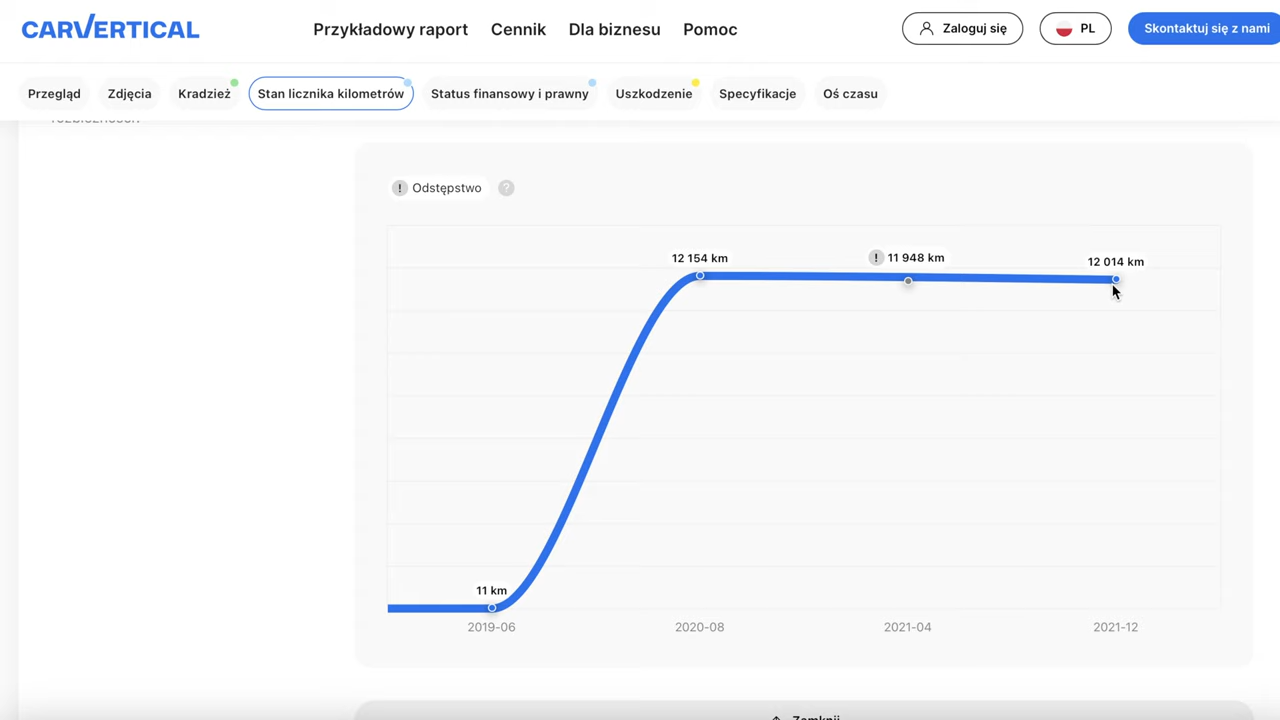 CARVERTICAL
Przykładowy raport
Cennik
Dla biznesu
Pomoc
Zaloguj się
PL
Skontaktuj się z nami
Przegląd
Zdjęcia
Kradzież
Stan licznika kilometrów
Status finansowy i prawny
Uszkodzenie
Specyfikacje
Oś czasu
! Odstępstwo ?
12 154 km
! 11 948 km
12 014 km
11 km
2019-06
2020-08
2021-04
2021-12